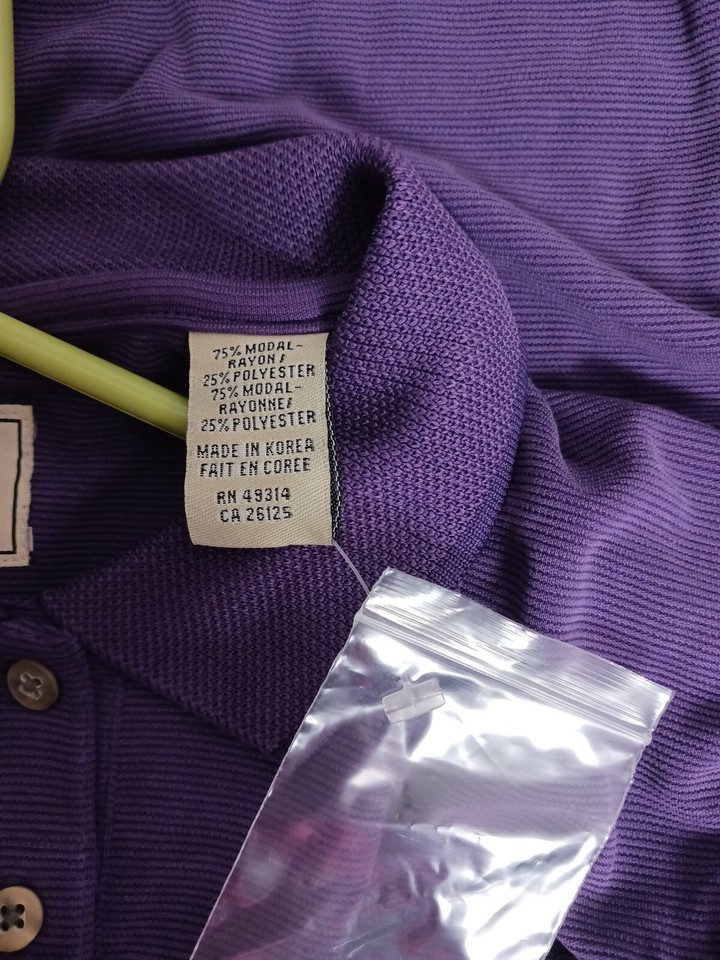 75% MODAL-
RAYON/
25% POLYESTER
75% MODAL-
RAYONNE/
25% POLYESTER
MADE IN KOREA
FAIT EN COREE
RN 49314
CA 26125